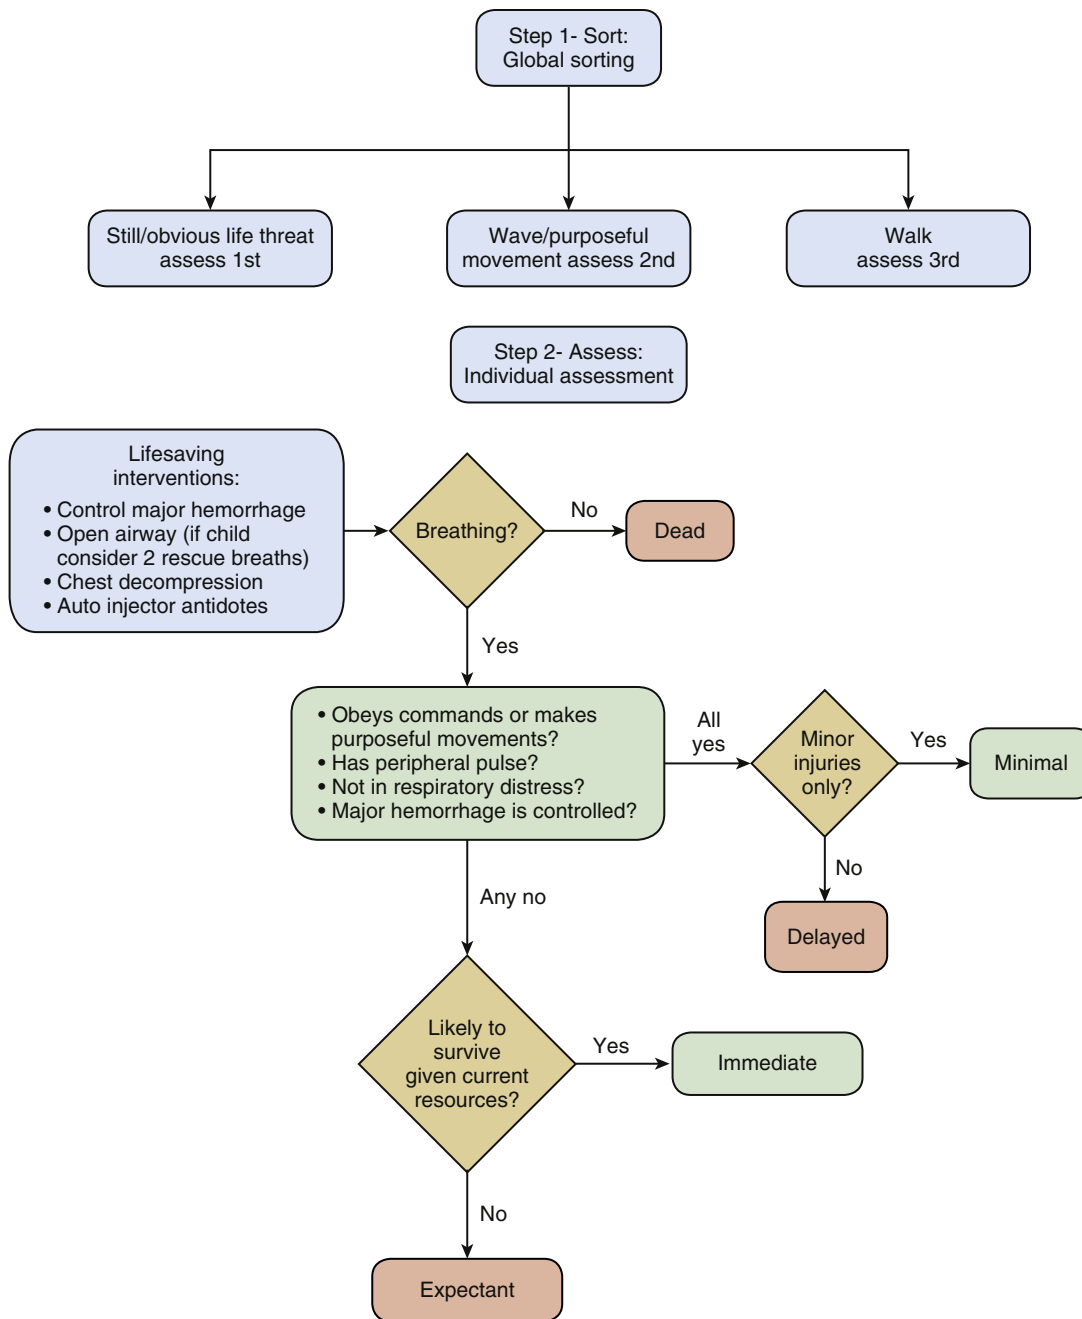 Step 1- Sort:
Global sorting
Still/obvious life threat
assess 1st
Wave/purposeful
movement assess 2nd
Walk
assess 3rd
Step 2- Assess:
Individual assessment
Lifesaving
interventions:
• Control major hemorrhage
• Open airway (if child
consider 2 rescue breaths)
• Chest decompression
• Auto injector antidotes
Breathing?
No
Dead
Yes
• Obeys commands or makes
purposeful movements?
• Has peripheral pulse?
• Not in respiratory distress?
• Major hemorrhage is controlled?
All
yes
Minor
injuries
only?
Yes
Minimal
No
Delayed
Any no
Likely to
survive
given current
resources?
Yes
Immediate
No
Expectant